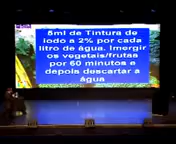 5ml de Tintura de
iodo a 2% por cada
litro de água. Imergir
os vegetais/frutas
por 60 minutos e
depois descartar a
água